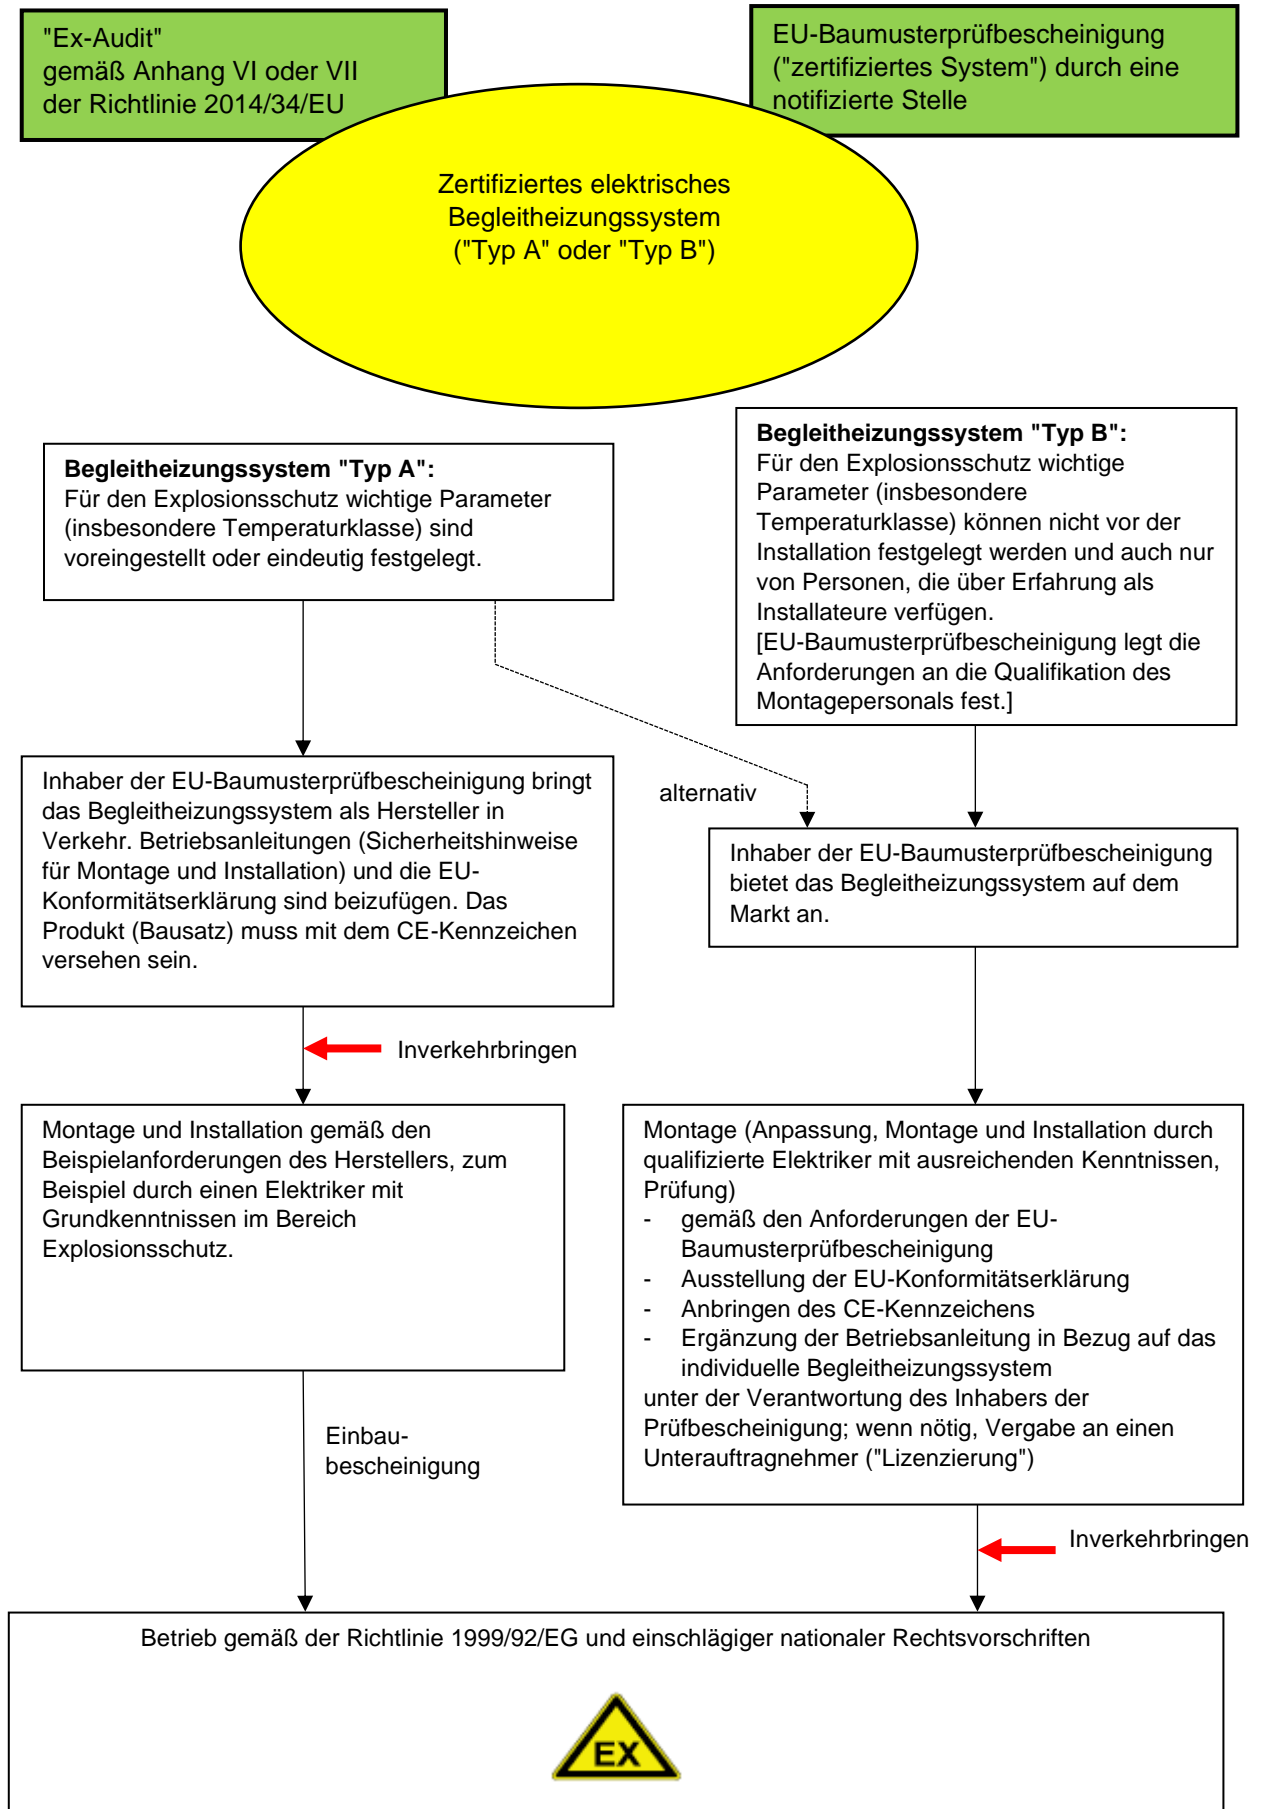 "Ex-Audit"
gemäß Anhang VI oder VII
der Richtlinie 2014/34/EU
EU-Baumusterprüfbescheinigung
("zertifiziertes System") durch eine
notifizierte Stelle
Zertifiziertes elektrisches
Begleitheizungssystem
("Typ A" oder "Typ B")
Begleitheizungssystem "Typ A":
Für den Explosionsschutz wichtige Parameter
(insbesondere Temperaturklasse) sind
voreingestellt oder eindeutig festgelegt.
Begleitheizungssystem "Typ B":
Für den Explosionsschutz wichtige
Parameter (insbesondere
Temperaturklasse) können nicht vor der
Installation festgelegt werden und auch nur
von Personen, die über Erfahrung als
Installateure verfügen.
[EU-Baumusterprüfbescheinigung legt die
Anforderungen an die Qualifikation des
Montagepersonals fest.]
Inhaber der EU-Baumusterprüfbescheinigung bringt
das Begleitheizungssystem als Hersteller in
Verkehr. Betriebsanleitungen (Sicherheitshinweise
für Montage und Installation) und die EU-
Konformitätserklärung sind beizufügen. Das
Produkt (Bausatz) muss mit dem CE-Kennzeichen
versehen sein.
alternativ
Inhaber der EU-Baumusterprüfbescheinigung
bietet das Begleitheizungssystem auf dem
Markt an.
Inverkehrbringen
Montage und Installation gemäß den
Beispielanforderungen des Herstellers, zum
Beispiel durch einen Elektriker mit
Grundkenntnissen im Bereich
Explosionsschutz.
Montage (Anpassung, Montage und Installation durch
qualifizierte Elektriker mit ausreichenden Kenntnissen,
Prüfung)
- gemäß den Anforderungen der EU-
Baumusterprüfbescheinigung
- Ausstellung der EU-Konformitätserklärung
- Anbringen des CE-Kennzeichens
- Ergänzung der Betriebsanleitung in Bezug auf das
individuelle Begleitheizungssystem
unter der Verantwortung des Inhabers der
Prüfbescheinigung; wenn nötig, Vergabe an einen
Unterauftragnehmer ("Lizenzierung")
Einbau-
bescheinigung
Inverkehrbringen
Betrieb gemäß der Richtlinie 1999/92/EG und einschlägiger nationaler Rechtsvorschriften
EX